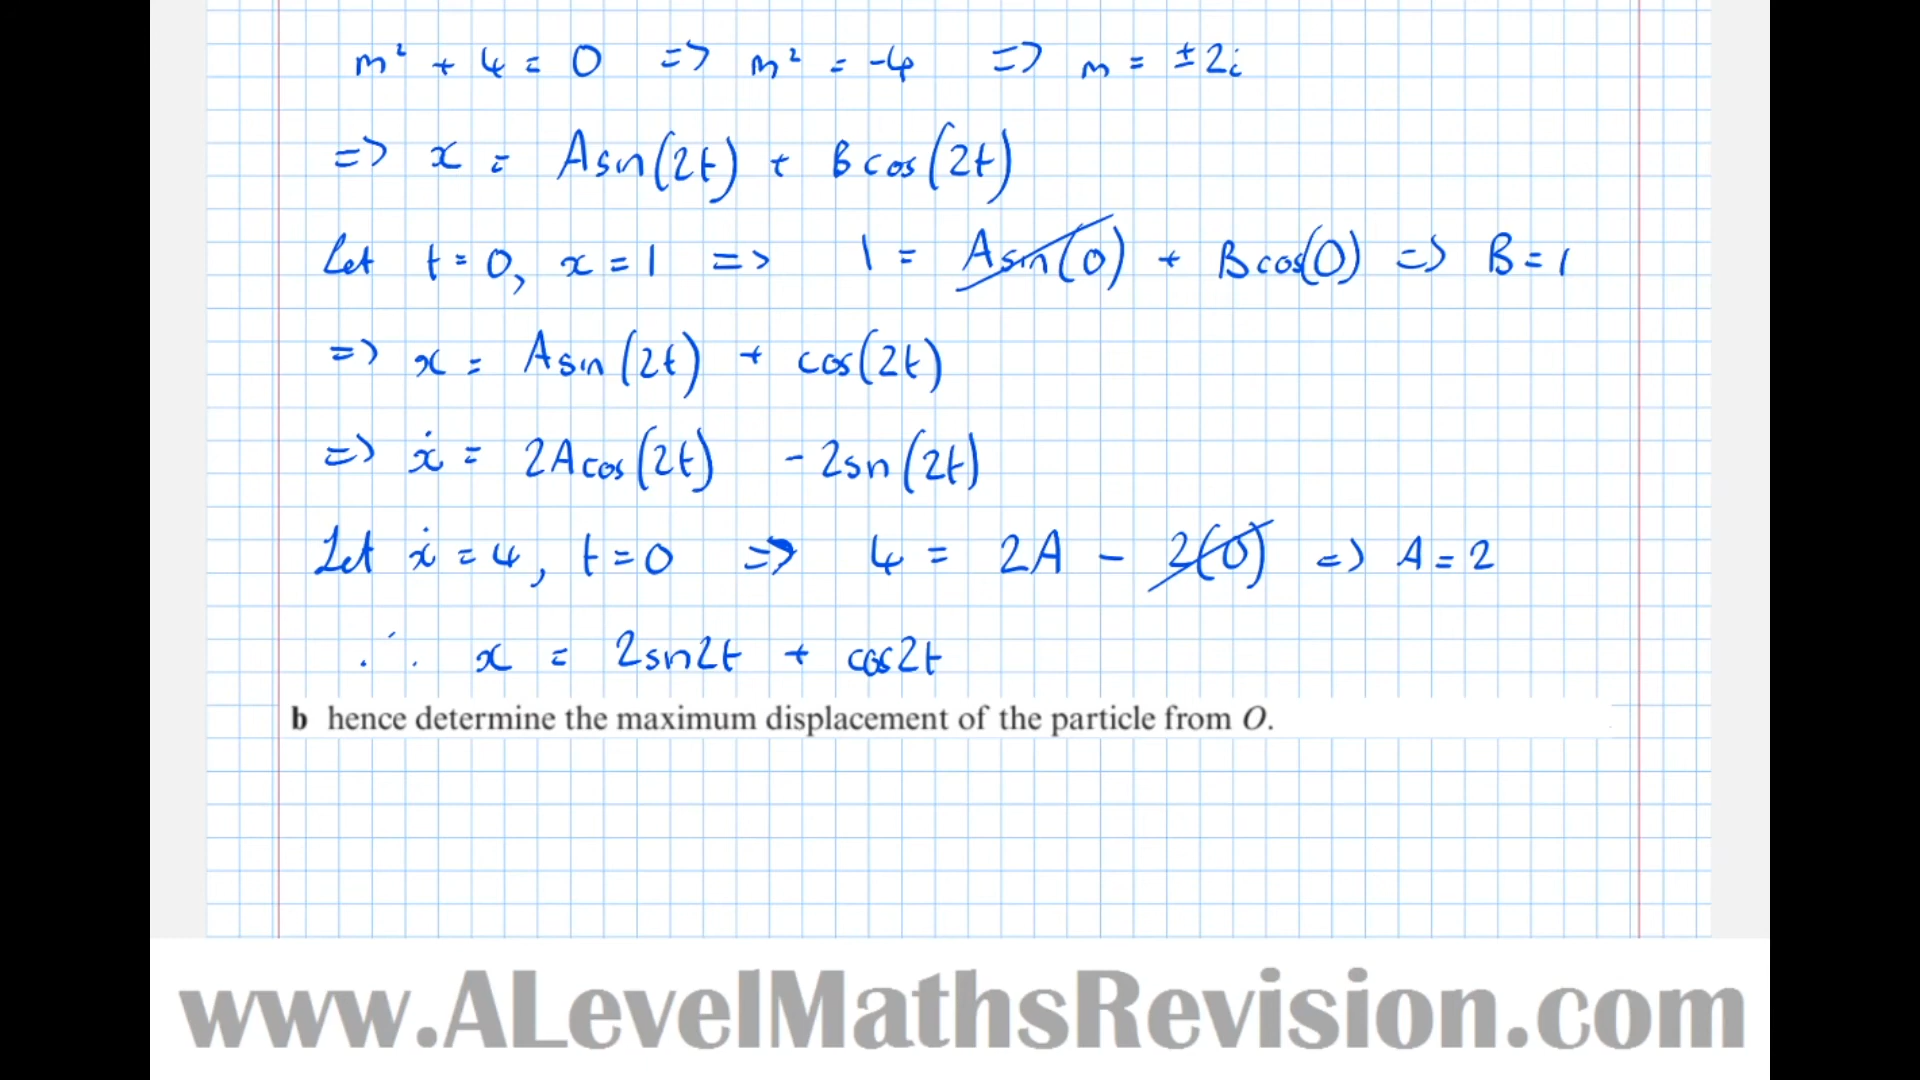 m² + 4 = 0 => m² = -4 => m = ±2i
=> x = Asin(2t) + Bcos(2t)
Let t=0, x=1 => 1 = Asin(0) + Bcos(0) => B=1
=> x = Asin(2t) + cos(2t)
=> ẋ = 2Acos(2t) - 2sin(2t)
Let ẋ=4, t=0 => 4 = 2A - 2(0) => A=2
∴ x = 2sin2t + cos2t
b hence determine the maximum displacement of the particle from O.
www.ALevelMathsRevision.com